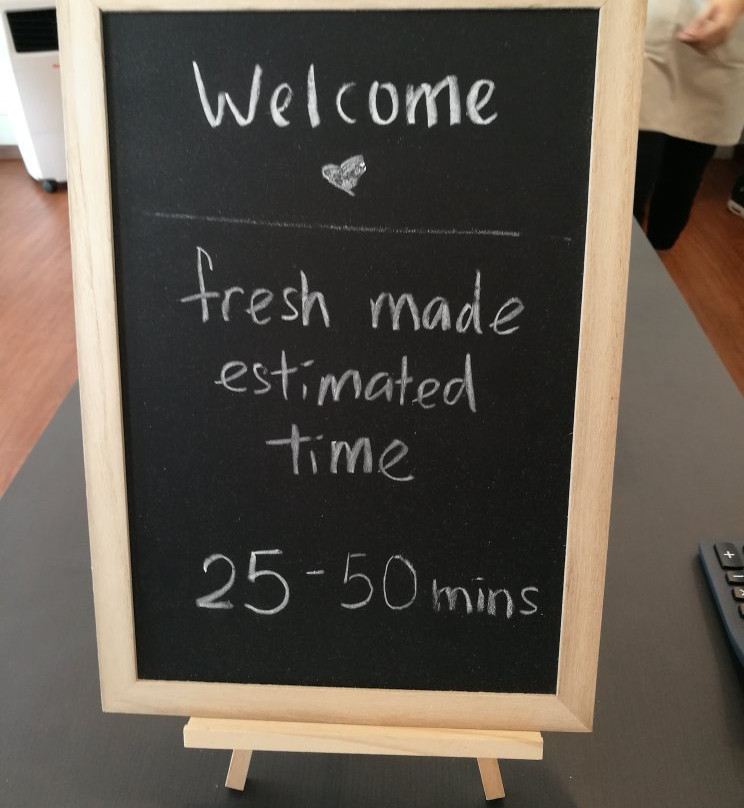 Welcome
fresh made
estimated
time
25-50 mins
+
-
×